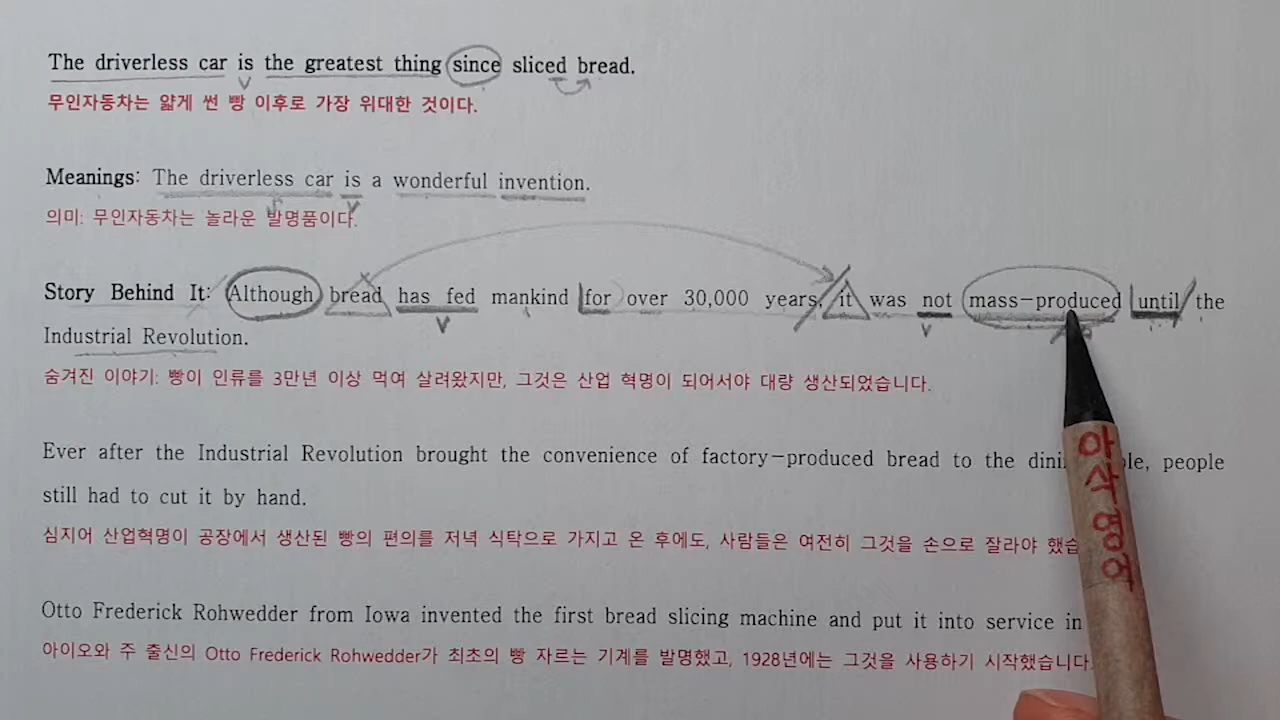 The driverless car is the greatest thing since sliced bread.
무인자동차는 얇게 썬 빵 이후로 가장 위대한 것이다.
Meanings: The driverless car is a wonderful invention.
의미: 무인자동차는 놀라운 발명품이다.
Story Behind It: Although bread has fed mankind for over 30,000 years, it was not mass-produced until the
Industrial Revolution.
숨겨진 이야기: 빵이 인류를 3만년 이상 먹여 살려왔지만, 그것은 산업 혁명이 되어서야 대량 생산되었습니다.
Ever after the Industrial Revolution brought the convenience of factory-produced bread to the people
still had to cut it by hand.
심지어 산업혁명이 공장에서 생산된 빵의 편의를 저녁 식탁으로 가지고 온 후에도, 사람들은 여전히 그것을 손으로 잘라야
Otto Frederick Rohwedder from Iowa invented the first bread slicing machine and put it into service in
아이오와 주 출신의 Otto Frederick Rohwedder가 최초의 빵 자르는 기계를 발명했고, 1928년에는 그것을 사용하기 시작했습니다.
아삭영어